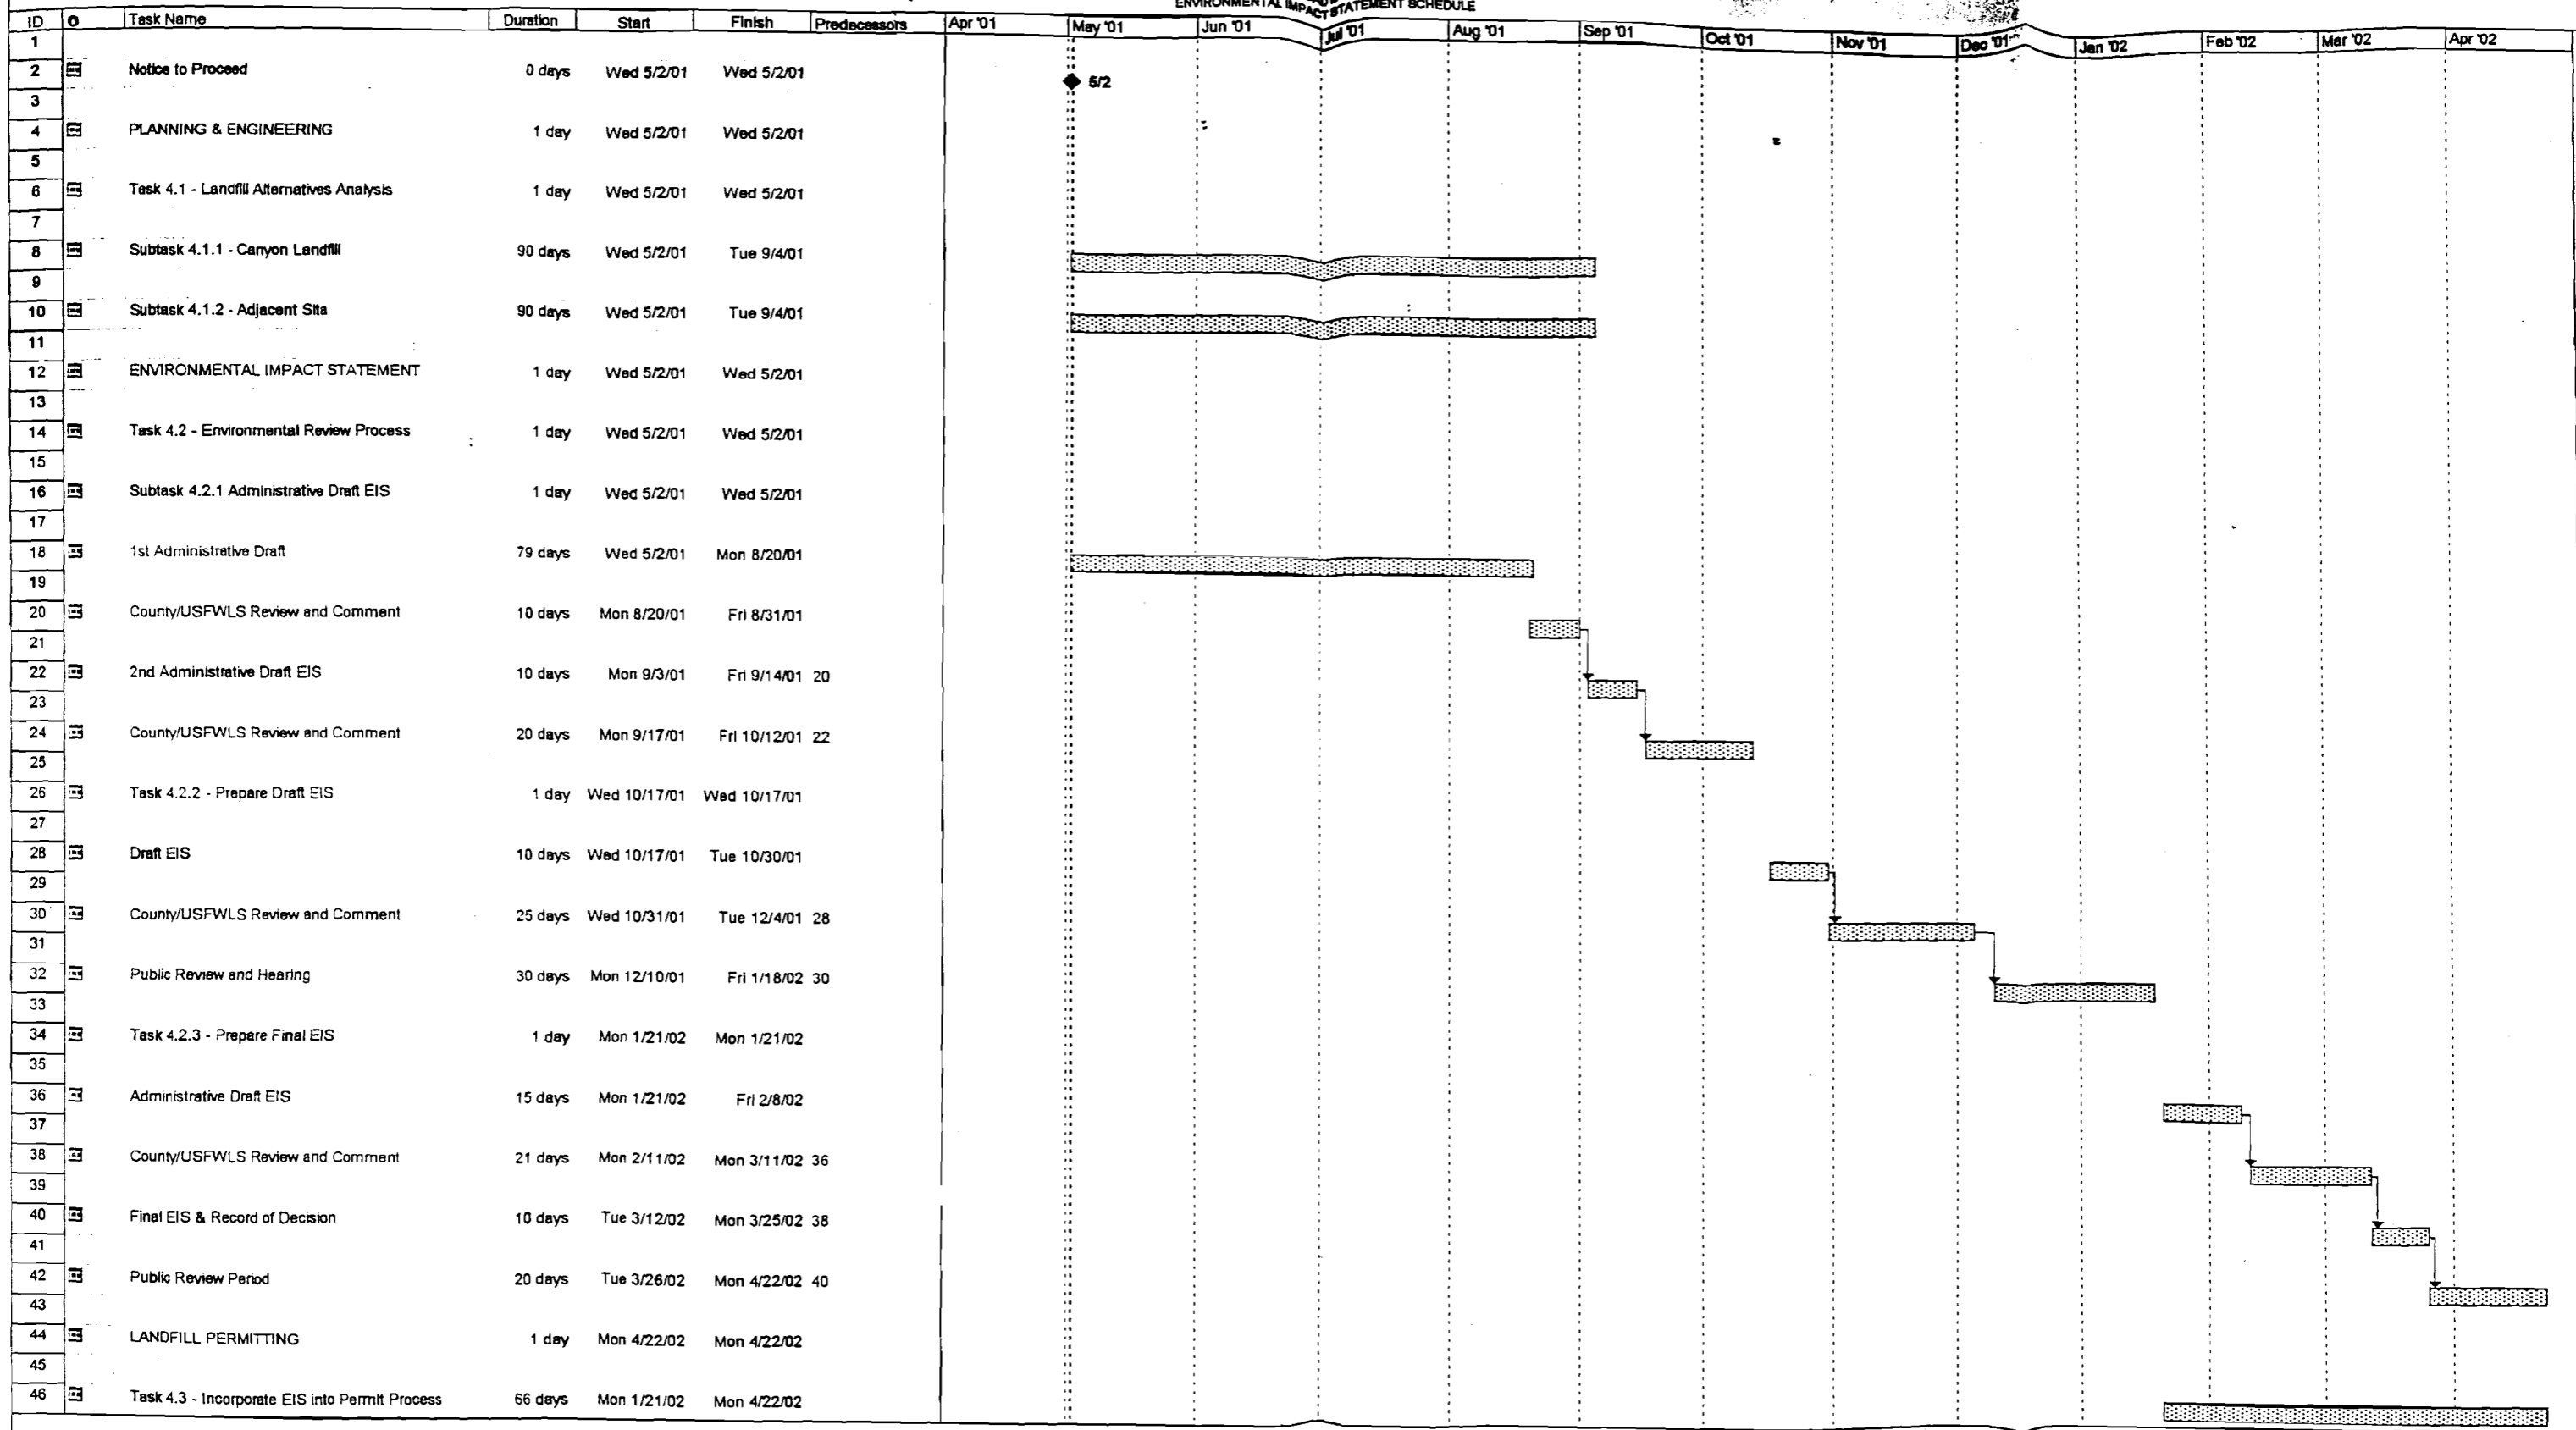 ENVIRONMENTAL IMPACT STATEMENT SCHEDULE
ID Task Name Duration Start Finish Predecessors Apr '01 May '01 Jun '01 Jul '01 Aug '01 Sep '01 Oct '01 Nov '01 Dec '01 Jan '02 Feb '02 Mar '02 Apr '02
1
2 Notice to Proceed 0 days Wed 5/2/01 Wed 5/2/01 5/2
3
4 PLANNING & ENGINEERING 1 day Wed 5/2/01 Wed 5/2/01
5
6 Task 4.1 - Landfill Alternatives Analysis 1 day Wed 5/2/01 Wed 5/2/01
7
8 Subtask 4.1.1 - Canyon Landfill 90 days Wed 5/2/01 Tue 9/4/01
9
10 Subtask 4.1.2 - Adjacent Site 90 days Wed 5/2/01 Tue 9/4/01
11
12 ENVIRONMENTAL IMPACT STATEMENT 1 day Wed 5/2/01 Wed 5/2/01
13
14 Task 4.2 - Environmental Review Process 1 day Wed 5/2/01 Wed 5/2/01
15
16 Subtask 4.2.1 Administrative Draft EIS 1 day Wed 5/2/01 Wed 5/2/01
17
18 1st Administrative Draft 79 days Wed 5/2/01 Mon 8/20/01
19
20 County/USFWLS Review and Comment 10 days Mon 8/20/01 Fri 8/31/01
21
22 2nd Administrative Draft EIS 10 days Mon 9/3/01 Fri 9/14/01 20
23
24 County/USFWLS Review and Comment 20 days Mon 9/17/01 Fri 10/12/01 22
25
26 Task 4.2.2 - Prepare Draft EIS 1 day Wed 10/17/01 Wed 10/17/01
27
28 Draft EIS 10 days Wed 10/17/01 Tue 10/30/01
29
30 County/USFWLS Review and Comment 25 days Wed 10/31/01 Tue 12/4/01 28
31
32 Public Review and Hearing 30 days Mon 12/10/01 Fri 1/18/02 30
33
34 Task 4.2.3 - Prepare Final EIS 1 day Mon 1/21/02 Mon 1/21/02
35
36 Administrative Draft EIS 15 days Mon 1/21/02 Fri 2/8/02
37
38 County/USFWLS Review and Comment 21 days Mon 2/11/02 Mon 3/11/02 36
39
40 Final EIS & Record of Decision 10 days Tue 3/12/02 Mon 3/25/02 38
41
42 Public Review Period 20 days Tue 3/26/02 Mon 4/22/02 40
43
44 LANDFILL PERMITTING 1 day Mon 4/22/02 Mon 4/22/02
45
46 Task 4.3 - Incorporate EIS into Permit Process 66 days Mon 1/21/02 Mon 4/22/02